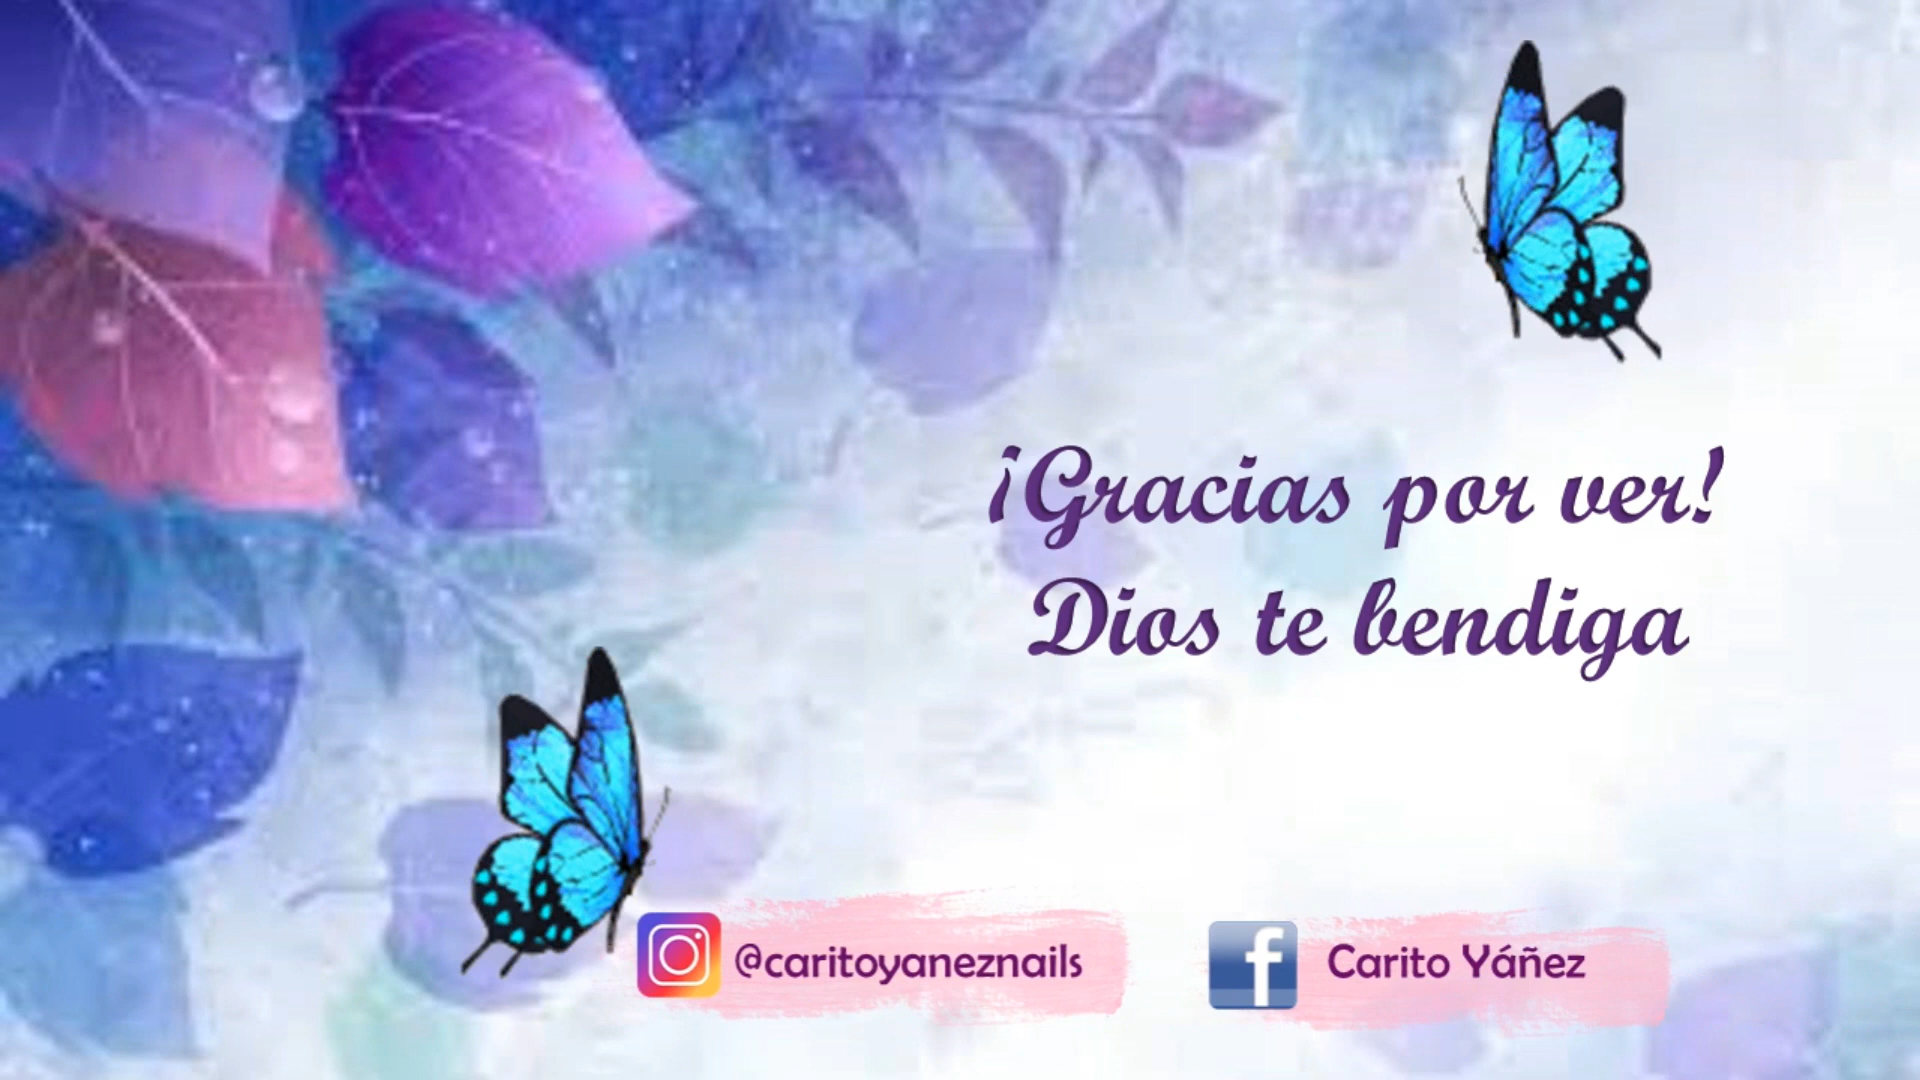 ¡Gracias por ver!
Dios te bendiga
@caritoyaneznails
Carito Yáñez